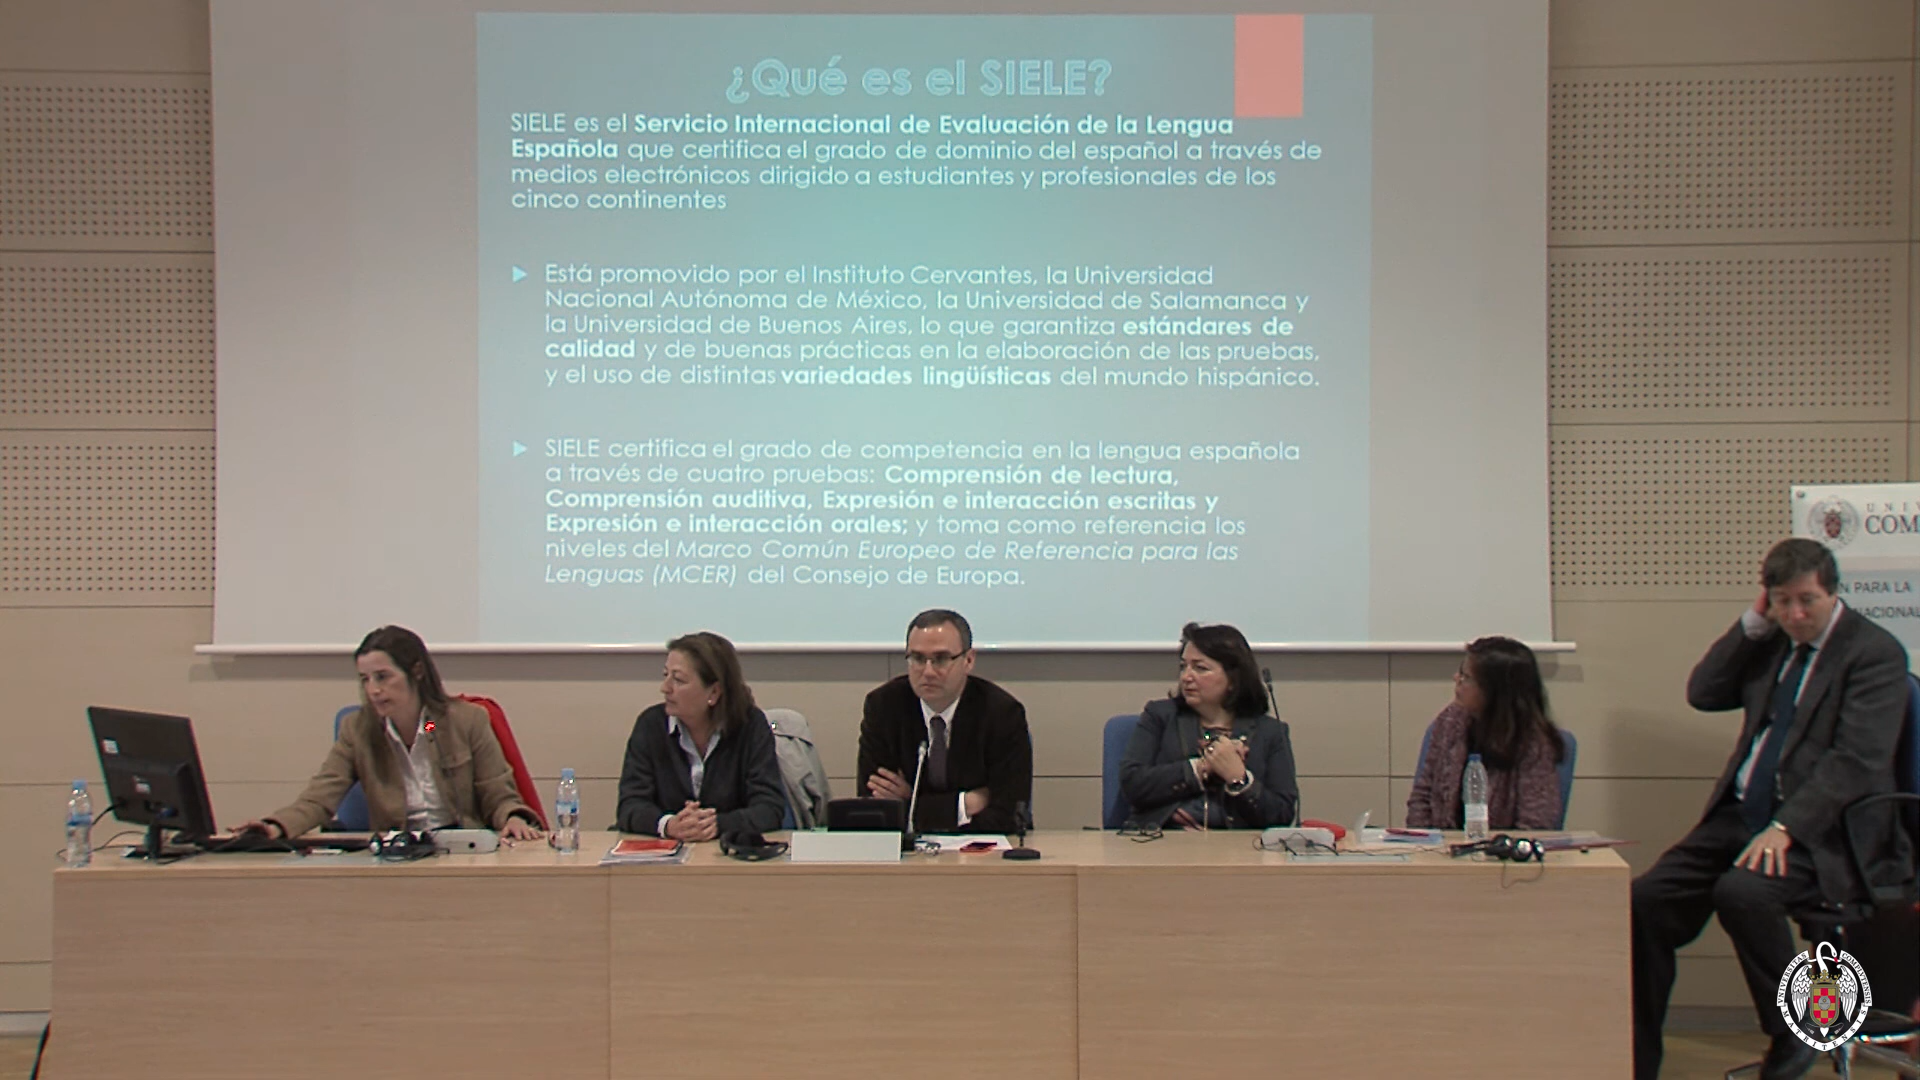 ¿Qué es el SIELE?
SIELE es el Servicio Internacional de Evaluación de la Lengua
Española que certifica el grado de dominio del español a través de
medios electrónicos dirigido a estudiantes y profesionales de los
cinco continentes
Está promovido por el Instituto Cervantes, la Universidad
Nacional Autónoma de México, la Universidad de Salamanca y
la Universidad de Buenos Aires, lo que garantiza estándares de
calidad y de buenas prácticas en la elaboración de las pruebas,
y el uso de distintas variedades lingüísticas del mundo hispánico.
SIELE certifica el grado de competencia en la lengua española
a través de cuatro pruebas: Comprensión de lectura,
Comprensión auditiva, Expresión e interacción escritas y
Expresión e interacción orales; y toma como referencia los
niveles del Marco Común Europeo de Referencia para las
Lenguas (MCER) del Consejo de Europa.
UNIV
COM
N PARA LA
NACIONAL
UNIVERSITAS COMPLUTENSIS
MATRITENSIS